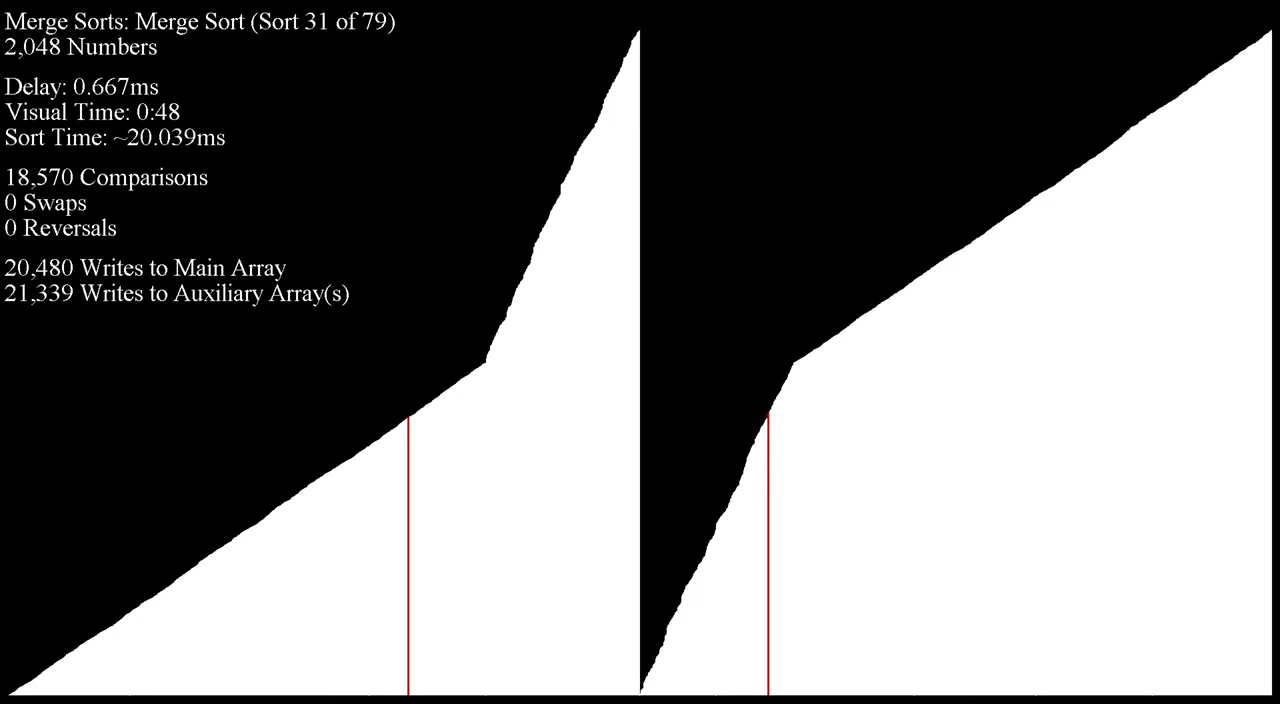 Merge Sorts: Merge Sort (Sort 31 of 79)
2,048 Numbers
Delay: 0.667ms
Visual Time: 0:48
Sort Time: ~20.039ms
18,570 Comparisons
0 Swaps
0 Reversals
20,480 Writes to Main Array
21,339 Writes to Auxiliary Array(s)